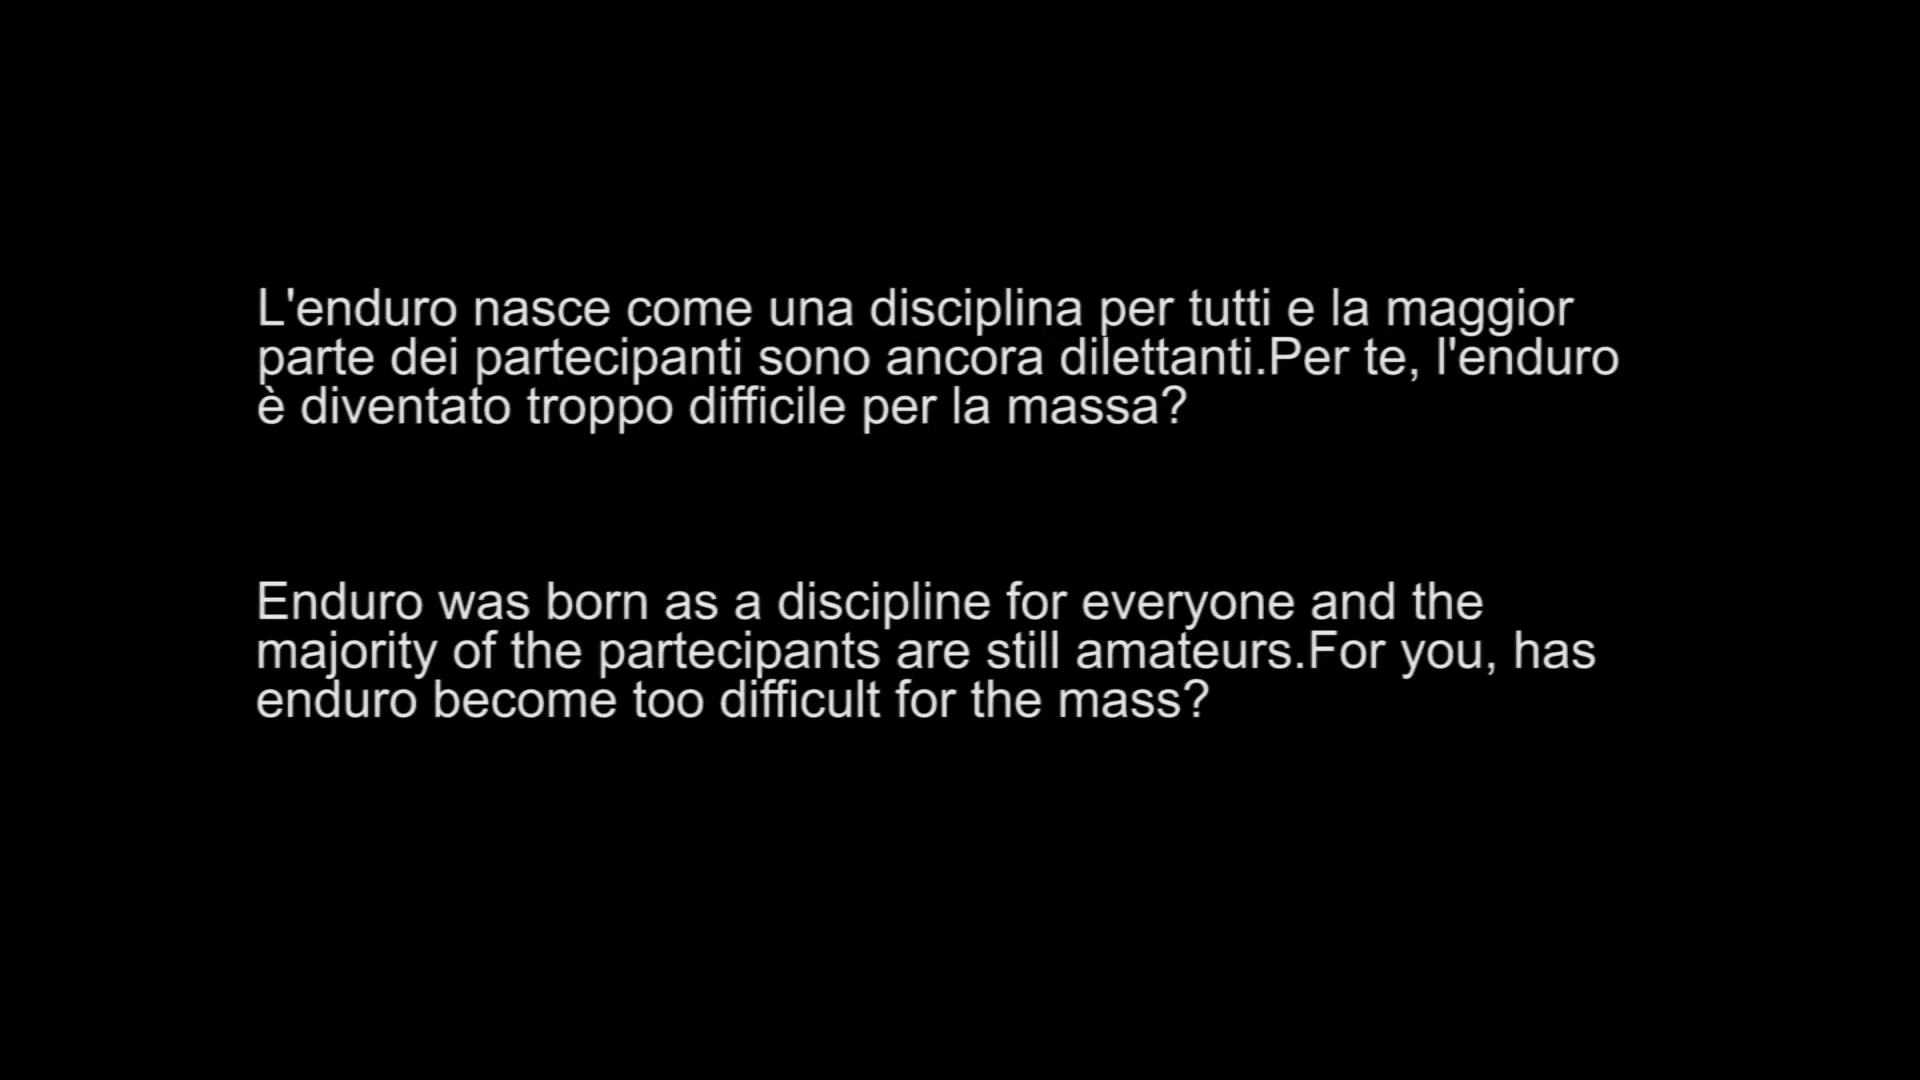 L'enduro nasce come una disciplina per tutti e la maggior
parte dei partecipanti sono ancora dilettanti.Per te, l'enduro
è diventato troppo difficile per la massa?
Enduro was born as a discipline for everyone and the
majority of the partecipants are still amateurs.For you, has
enduro become too difficult for the mass?